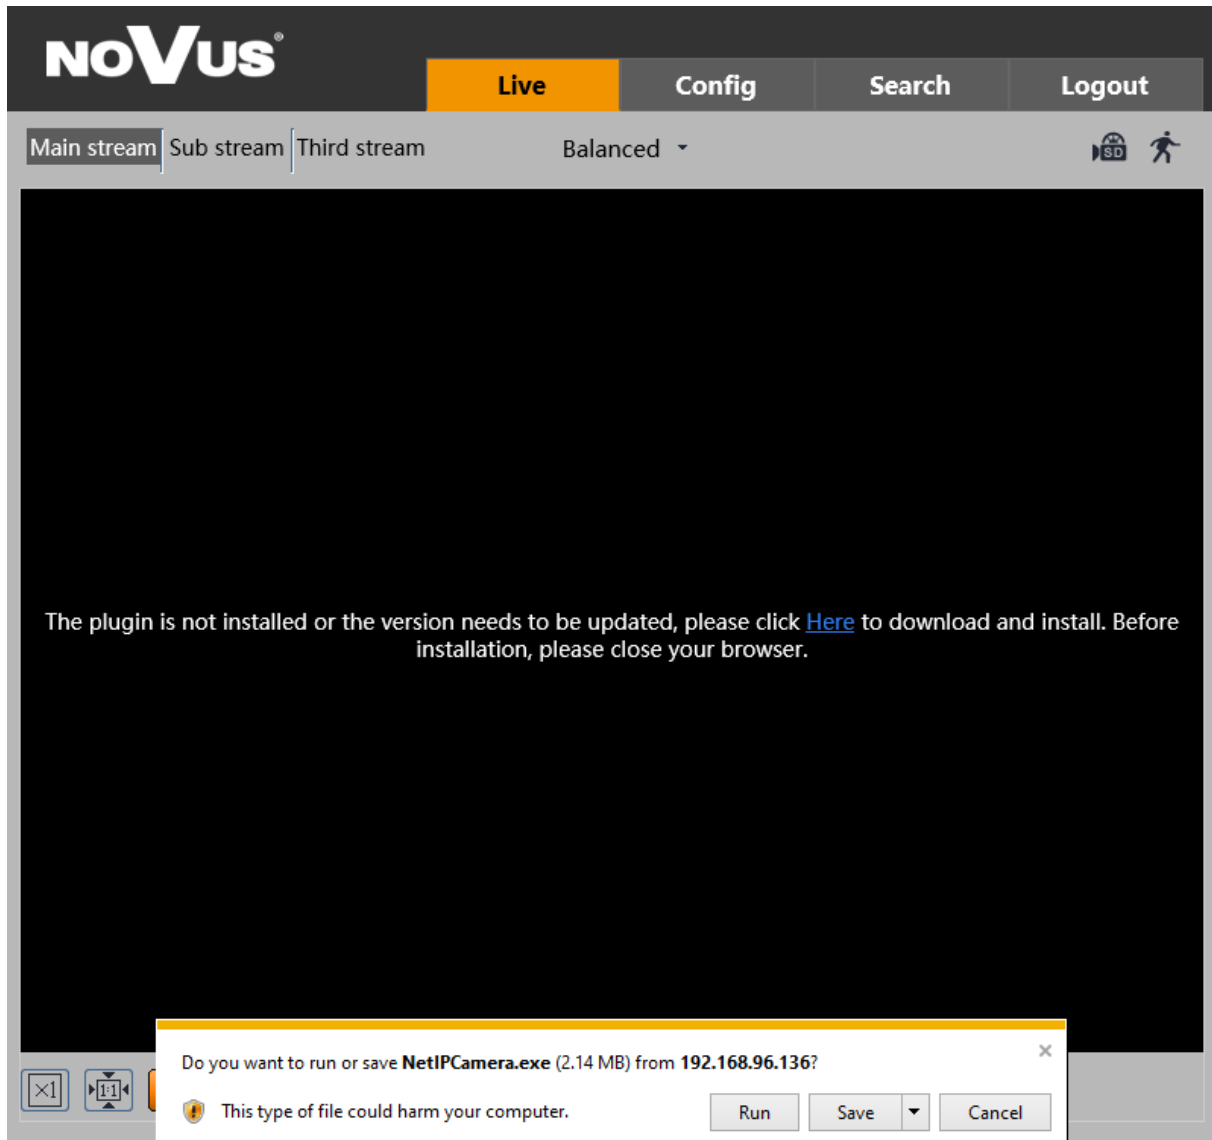 NOVUS®
Live Config Search Logout
Main stream Sub stream Third stream Balanced
SD
The plugin is not installed or the version needs to be updated, please click Here to download and install. Before
installation, please close your browser.
Do you want to run or save NetIPCamera.exe (2.14 MB) from 192.168.96.136?
×1 1:1
This type of file could harm your computer. Run Save Cancel